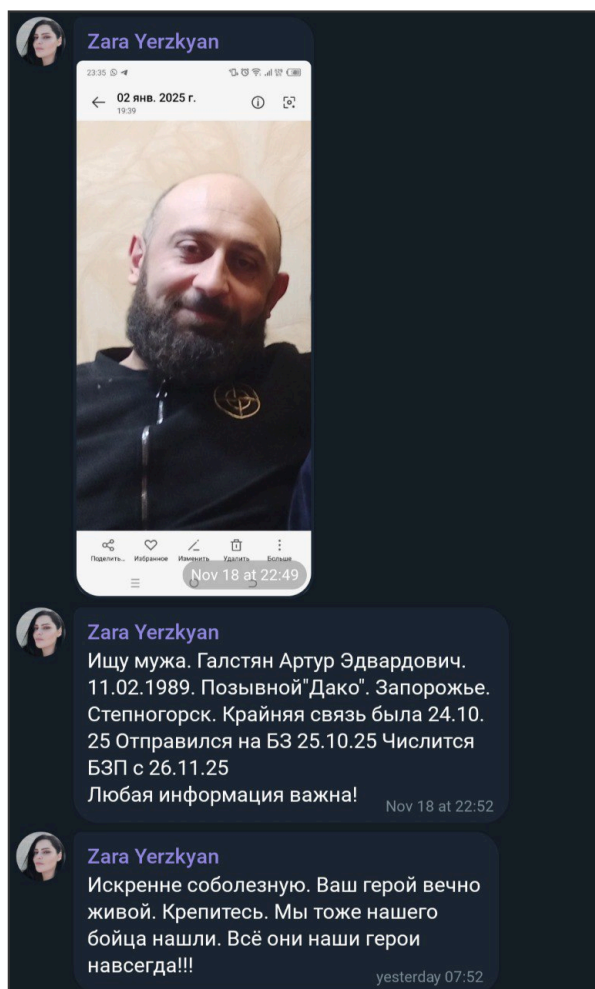 Zara Yerzkyan
23:35
02 янв. 2025 г.
19:39
Поделить... Избранное Изменить Удалить Больше
Nov 18 at 22:49
Zara Yerzkyan
Ищу мужа. Галстян Артур Эдвардович.
11.02.1989. Позывной"Дако". Запорожье.
Степногорск. Крайняя связь была 24.10.
25 Отправился на БЗ 25.10.25 Числится
БЗП с 26.11.25
Любая информация важна!
Nov 18 at 22:52
Zara Yerzkyan
Искренне соболезную. Ваш герой вечно
живой. Крепитесь. Мы тоже нашего
бойца нашли. Всё они наши герои
навсегда!!!
yesterday 07:52